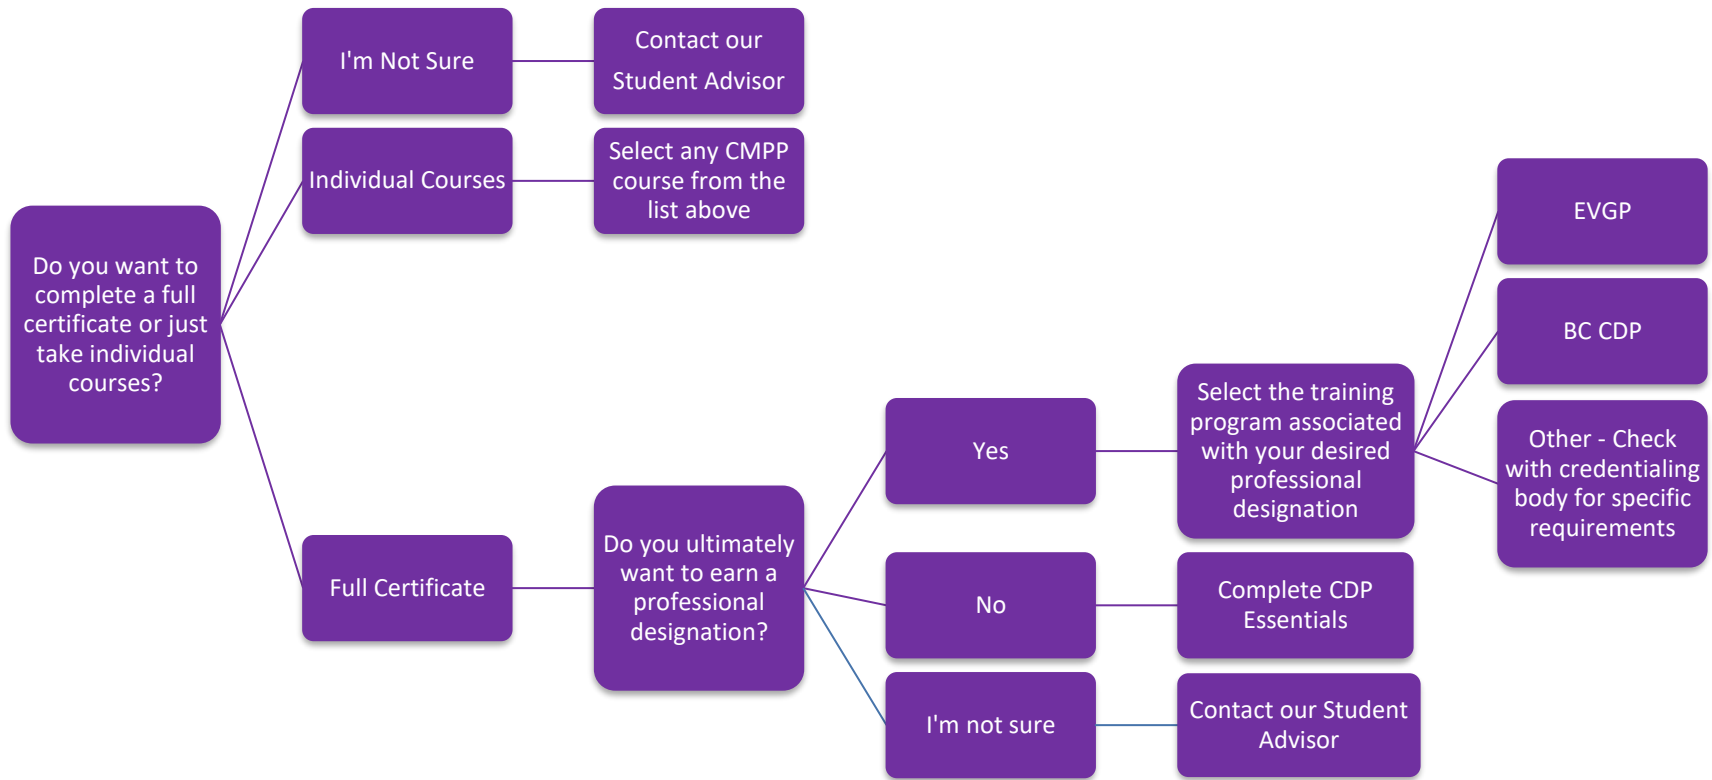 Do you want to
complete a full
certificate or just
take individual
courses?
I'm Not Sure
Contact our
Student Advisor
Individual Courses
Select any CMPP
course from the
list above
Full Certificate
Do you ultimately
want to earn a
professional
designation?
Yes
Select the training
program associated
with your desired
professional
designation
EVGP
BC CDP
Other - Check
with credentialing
body for specific
requirements
No
Complete CDP
Essentials
I'm not sure
Contact our Student
Advisor